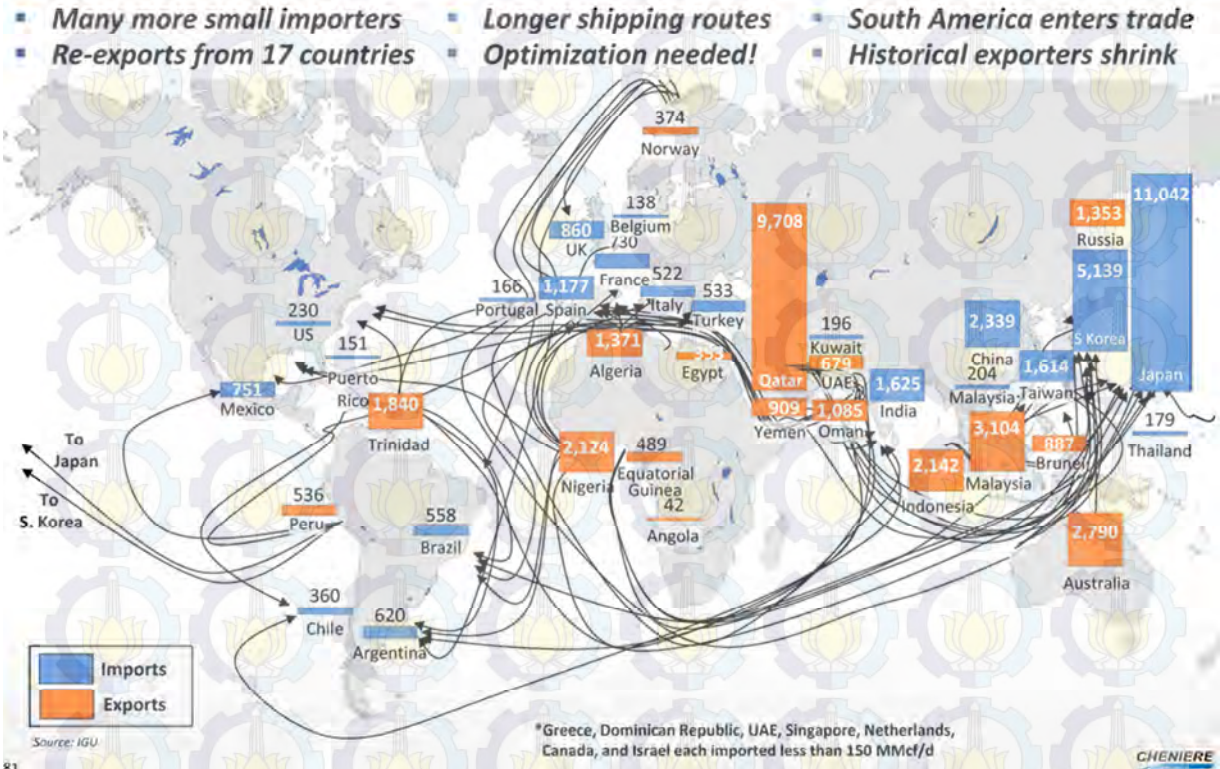 Many more small importers
Re-exports from 17 countries
Longer shipping routes
Optimization needed!
South America enters trade
Historical exporters shrink
374
Norway
138
Belgium
860
UK
730
France
166
Portugal
1,177
Spain
522
Italy
533
Turkey
230
US
151
Puerto
Rico
751
Mexico
1,840
Trinidad
1,371
Algeria
Egypt
9,708
Qatar
196
Kuwait
679
UAE
909
Yemen
1,085
Oman
1,625
India
2,339
China
204
Malaysia
1,614
Taiwan
1,353
Russia
5,139
S Korea
11,042
Japan
179
Thailand
3,104
Malaysia
887
Brunei
2,142
Indonesia
2,790
Australia
2,124
Nigeria
489
Equatorial
Guinea
42
Angola
To
Japan
To
S. Korea
536
Peru
558
Brazil
360
Chile
620
Argentina
Imports
Exports
Source: IGU
*Greece, Dominican Republic, UAE, Singapore, Netherlands,
Canada, and Israel each imported less than 150 MMcf/d
CHENIERE
81